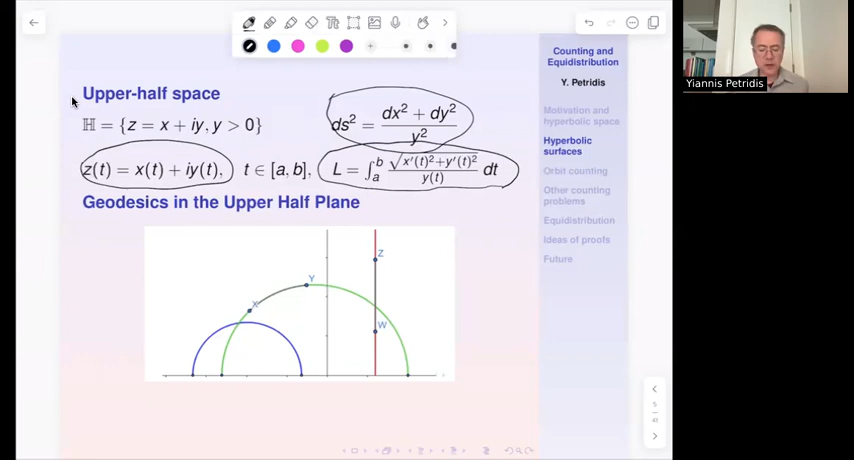 Upper-half space
ℍ = {z = x + iy, y > 0}
ds² = (dx² + dy²)/y²
z(t) = x(t) + iy(t), t ∈ [a, b], L = ∫ₐᵇ √(x′(t)²+y′(t)²)/y(t) dt
Geodesics in the Upper Half Plane
Z
Y
X
W
Counting and
Equidistribution
Y. Petridis
Motivation and
hyperbolic space
Hyperbolic
surfaces
Orbit counting
Other counting
problems
Equidistribution
Ideas of proofs
Future
5
Yiannis Petridis